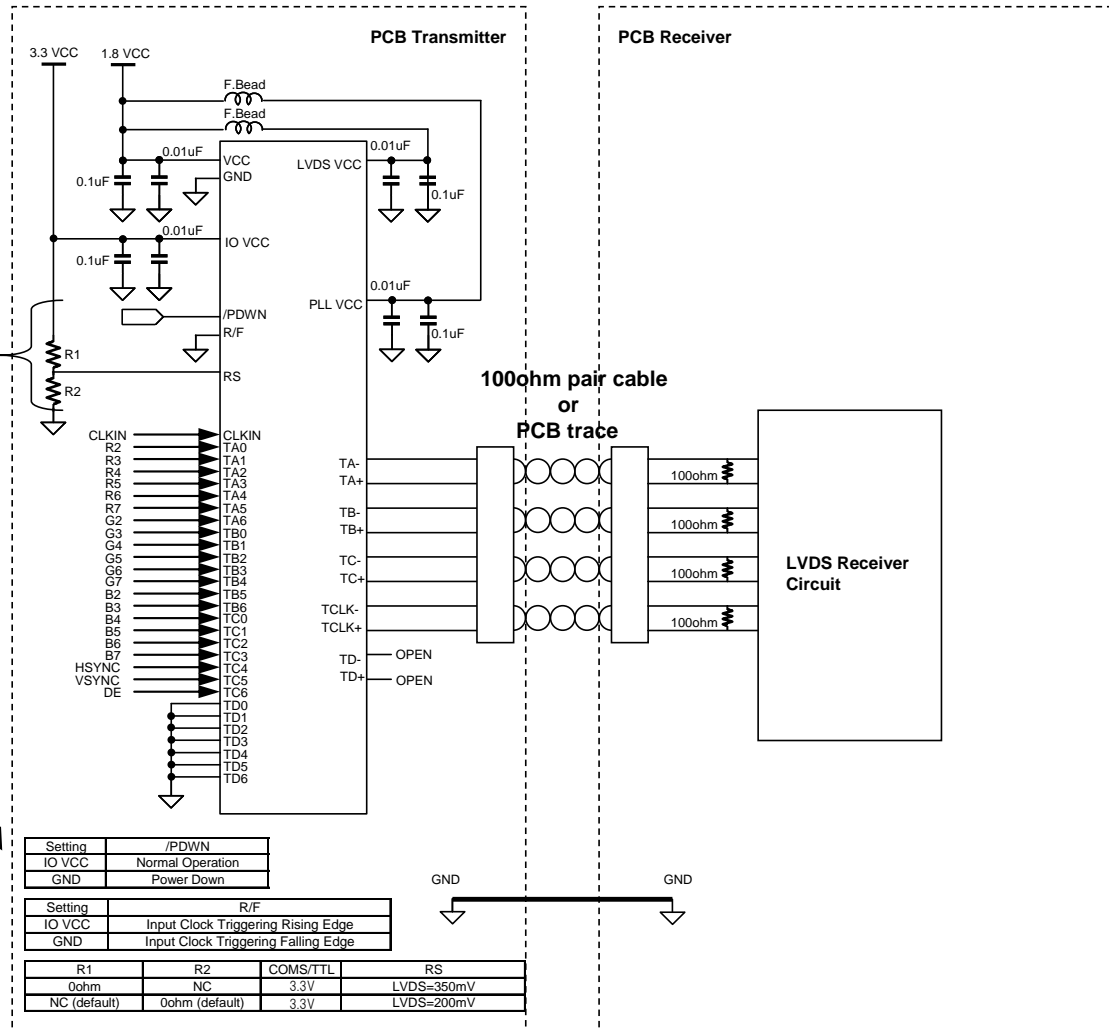 PCB Transmitter
PCB Receiver
3.3 VCC
1.8 VCC
F.Bead
F.Bead
0.01uF
0.1uF
VCC
GND
LVDS VCC
0.01uF
0.1uF
0.01uF
0.1uF
IO VCC
PLL VCC
0.01uF
0.1uF
/PDWN
R/F
R1
RS
R2
100ohm pair cable
or
PCB trace
CLKIN CLKIN
R2 TA0
R3 TA1
R4 TA2
R5 TA3
R6 TA4
R7 TA5
G2 TA6
G3 TB0
G4 TB1
G5 TB2
G6 TB3
G7 TB4
B2 TB5
B3 TB6
B4 TC0
B5 TC1
B6 TC2
B7 TC3
HSYNC TC4
VSYNC TC5
DE TC6
TD0
TD1
TD2
TD3
TD4
TD5
TD6
TA-
TA+
TB-
TB+
TC-
TC+
TCLK-
TCLK+
TD- OPEN
TD+ OPEN
100ohm
100ohm
100ohm
100ohm
LVDS Receiver
Circuit
Setting /PDWN
IO VCC Normal Operation
GND Power Down
GND GND
Setting R/F
IO VCC Input Clock Triggering Rising Edge
GND Input Clock Triggering Falling Edge
R1 R2 COMS/TTL RS
0ohm NC 3.3V LVDS=350mV
NC (default) 0ohm (default) 3.3V LVDS=200mV